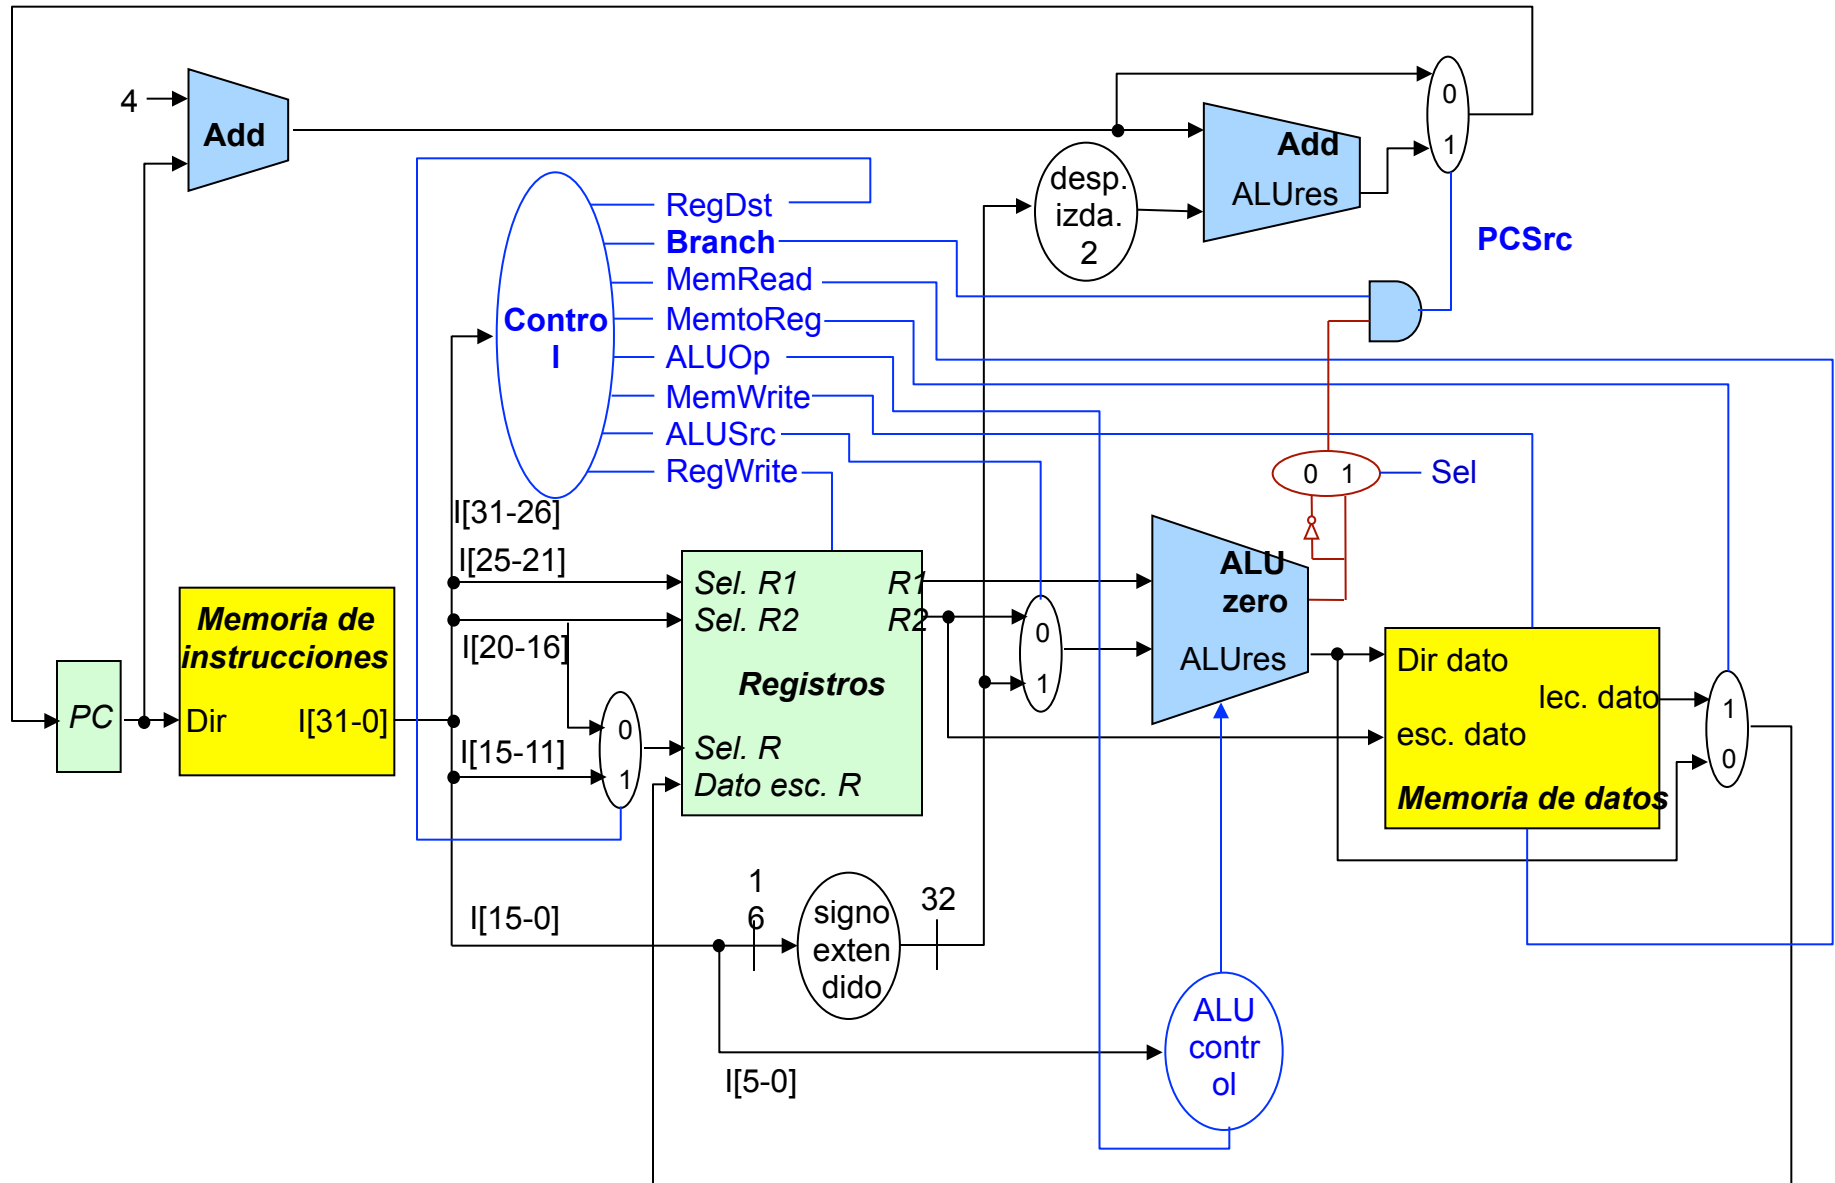 4
Add
0
1
Add
ALUres
desp.
izda.
2
PCSrc
RegDst
Branch
MemRead
MemtoReg
ALUOp
MemWrite
ALUSrc
RegWrite
Contro
l
0 1
Sel
I[31-26]
I[25-21]
I[20-16]
I[15-11]
I[15-0]
I[5-0]
PC
Memoria de
instrucciones
Dir
I[31-0]
0
1
Sel. R1
R1
Sel. R2
R2
Registros
Sel. R
Dato esc. R
0
1
ALU
zero
ALUres
Dir dato
lec. dato
esc. dato
Memoria de datos
1
0
1
6
signo
exten
dido
32
ALU
contr
ol